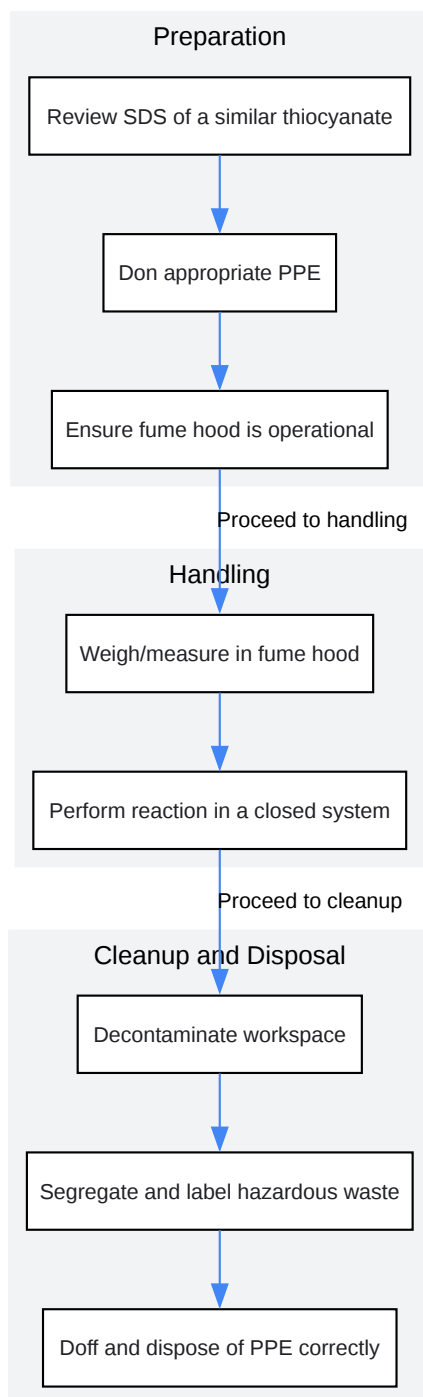 Preparation
Review SDS of a similar thiocyanate
Don appropriate PPE
Ensure fume hood is operational
Proceed to handling
Handling
Weigh/measure in fume hood
Perform reaction in a closed system
Proceed to cleanup
Cleanup and Disposal
Decontaminate workspace
Segregate and label hazardous waste
Doff and dispose of PPE correctly